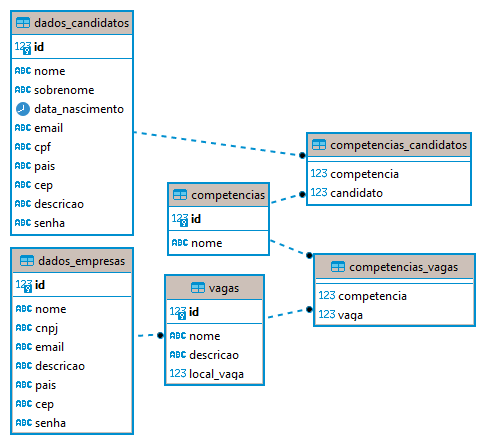 dados_candidatos
123 id
ABC nome
ABC sobrenome
data_nascimento
ABC email
ABC cpf
ABC pais
ABC cep
ABC descricao
ABC senha
competencias_candidatos
123 competencia
123 candidato
competencias
123 id
ABC nome
dados_empresas
123 id
ABC nome
ABC cnpj
ABC email
ABC descricao
ABC pais
ABC cep
ABC senha
vagas
123 id
ABC nome
ABC descricao
123 local_vaga
competencias_vagas
123 competencia
123 vaga